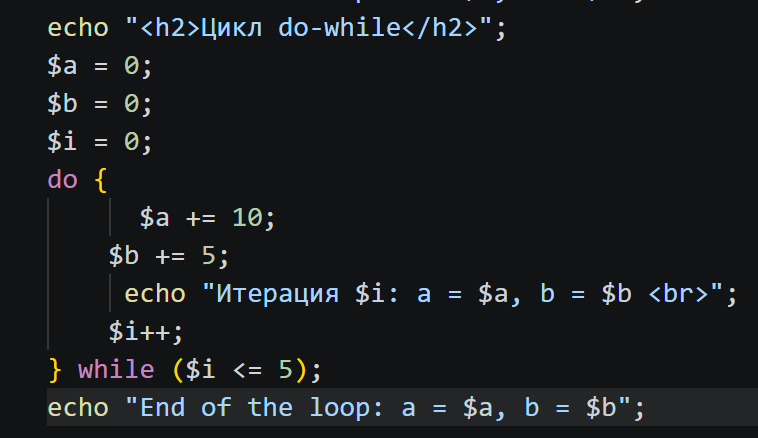 echo "<h2>Цикл do-while</h2>";
$a = 0;
$b = 0;
$i = 0;
do {
$a += 10;
$b += 5;
echo "Итерация $i: a = $a, b = $b <br>";
$i++;
} while ($i <= 5);
echo "End of the loop: a = $a, b = $b";